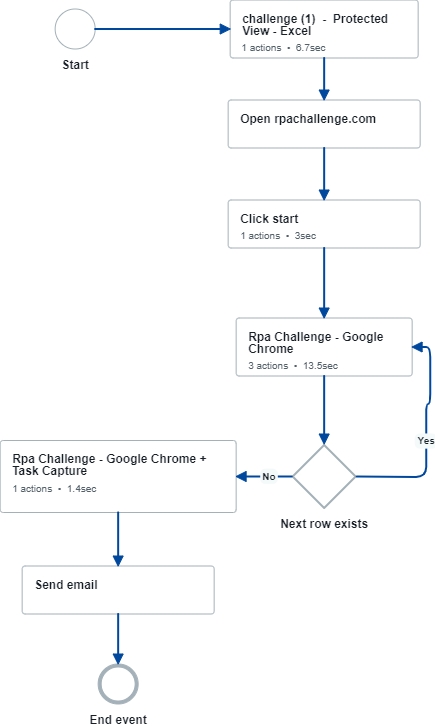 challenge (1) - Protected
View - Excel
1 actions • 6.7sec
Start
Open rpachallenge.com
Click start
1 actions • 3sec
Rpa Challenge - Google
Chrome
3 actions • 13.5sec
Yes
No
Next row exists
Rpa Challenge - Google Chrome +
Task Capture
1 actions • 1.4sec
Send email
End event